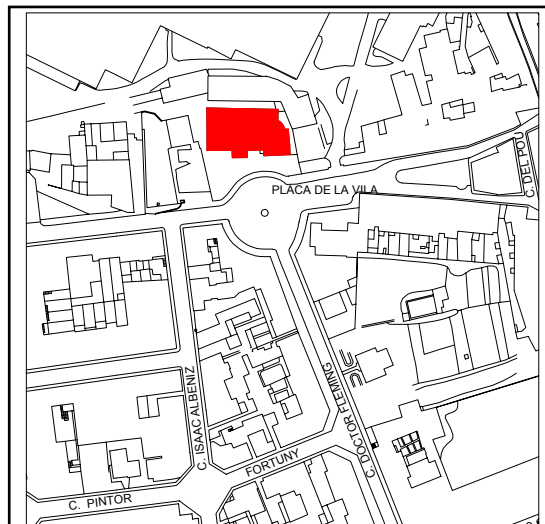 PLAÇA DE LA VILA
C. DEL POU
C. ISAAC ALBENIZ
C. DOCTOR FLEMING
FORTUNY
C. PINTOR